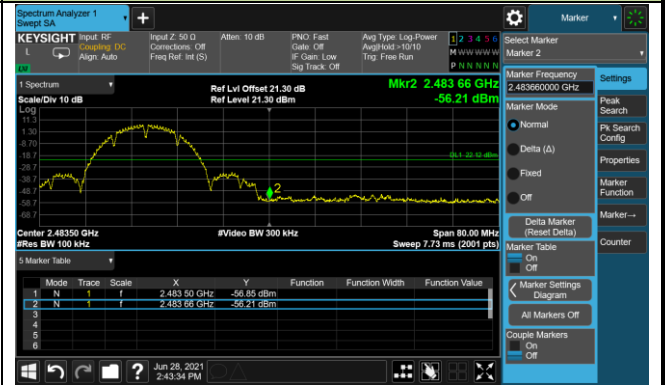 Spectrum Analyzer 1
Swept SA
+
Marker
KEYSIGHT Input: RF Input Z: 50 Ω Atten: 10 dB PNO: Fast Avg Type: Log-Power 1 2 3 4 5 6
L Coupling: DC Corrections: Off Gate: Off Avg|Hold:>10/10 M W W W W W
Align: Auto Freq Ref: Int (S) IF Gain: Low Trig: Free Run
Sig Track: Off P N N N N N
Select Marker
Marker 2
1 Spectrum
Ref Lvl Offset 21.30 dB Mkr2 2.483 66 GHz
Scale/Div 10 dB Ref Level 21.30 dBm -56.21 dBm
Log
11.3
1.30
-8.70
-18.7
DL1 -22.12 dBm
-28.7
-38.7
-48.7
2
-58.7
-68.7
Center 2.48350 GHz #Video BW 300 kHz Span 80.00 MHz
#Res BW 100 kHz Sweep 7.73 ms (2001 pts)
5 Marker Table
Mode Trace Scale X Y Function Function Width Function Value
1 N 1 f 2.483 50 GHz -56.85 dBm
2 N 1 f 2.483 66 GHz -56.21 dBm
3
4
5
6
Marker Frequency
2.483660000 GHz
Marker Mode
Normal
Delta (Δ)
Fixed
Off
Delta Marker
(Reset Delta)
Marker Table
On
Off
Marker Settings
Diagram
All Markers Off
Couple Markers
On
Off
Settings
Peak
Search
Pk Search
Config
Properties
Marker
Function
Marker→
Counter
? Jun 28, 2021
2:43:34 PM